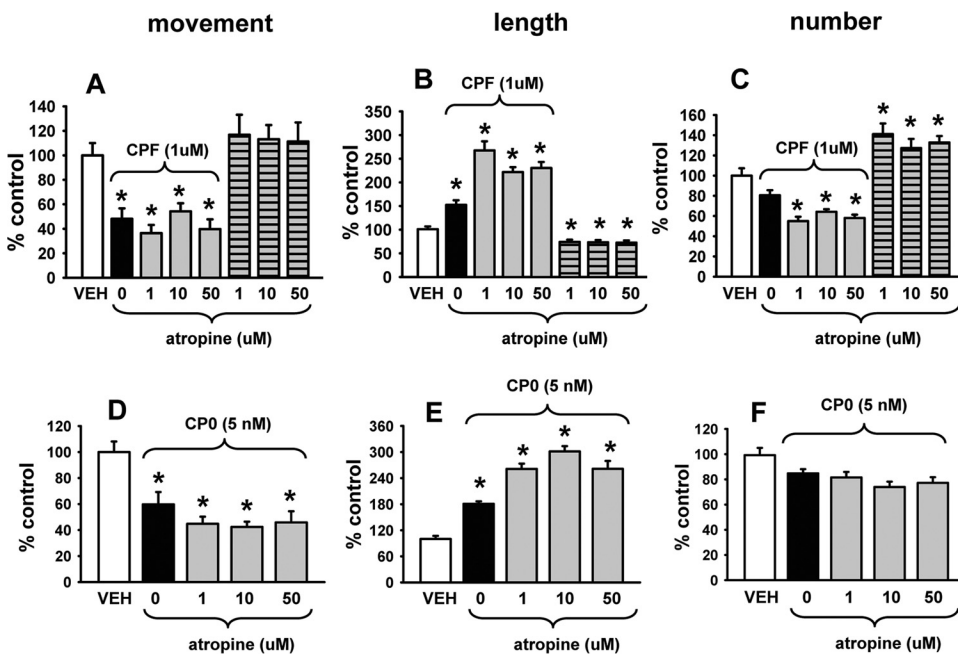 movement length number
A
CPF (1uM)
% control
140
120
100
80
60
40
20
0
* * * *
VEH 0 1 10 50 1 10 50
atropine (uM)
B
CPF (1uM)
% control
350
300
250
200
150
100
50
0
* * * * * * *
VEH 0 1 10 50 1 10 50
atropine (uM)
C
CPF (1uM)
% control
160
140
120
100
80
60
40
20
0
* * * * * *
VEH 0 1 10 50 1 10 50
atropine (uM)
D
CP0 (5 nM)
% control
120
100
80
60
40
20
0
* * * *
VEH 0 1 10 50
atropine (uM)
E
CP0 (5 nM)
% control
360
300
240
180
120
60
0
* * * *
VEH 0 1 10 50
atropine (uM)
F
CP0 (5 nM)
% control
120
100
80
60
40
20
0
VEH 0 1 10 50
atropine (uM)